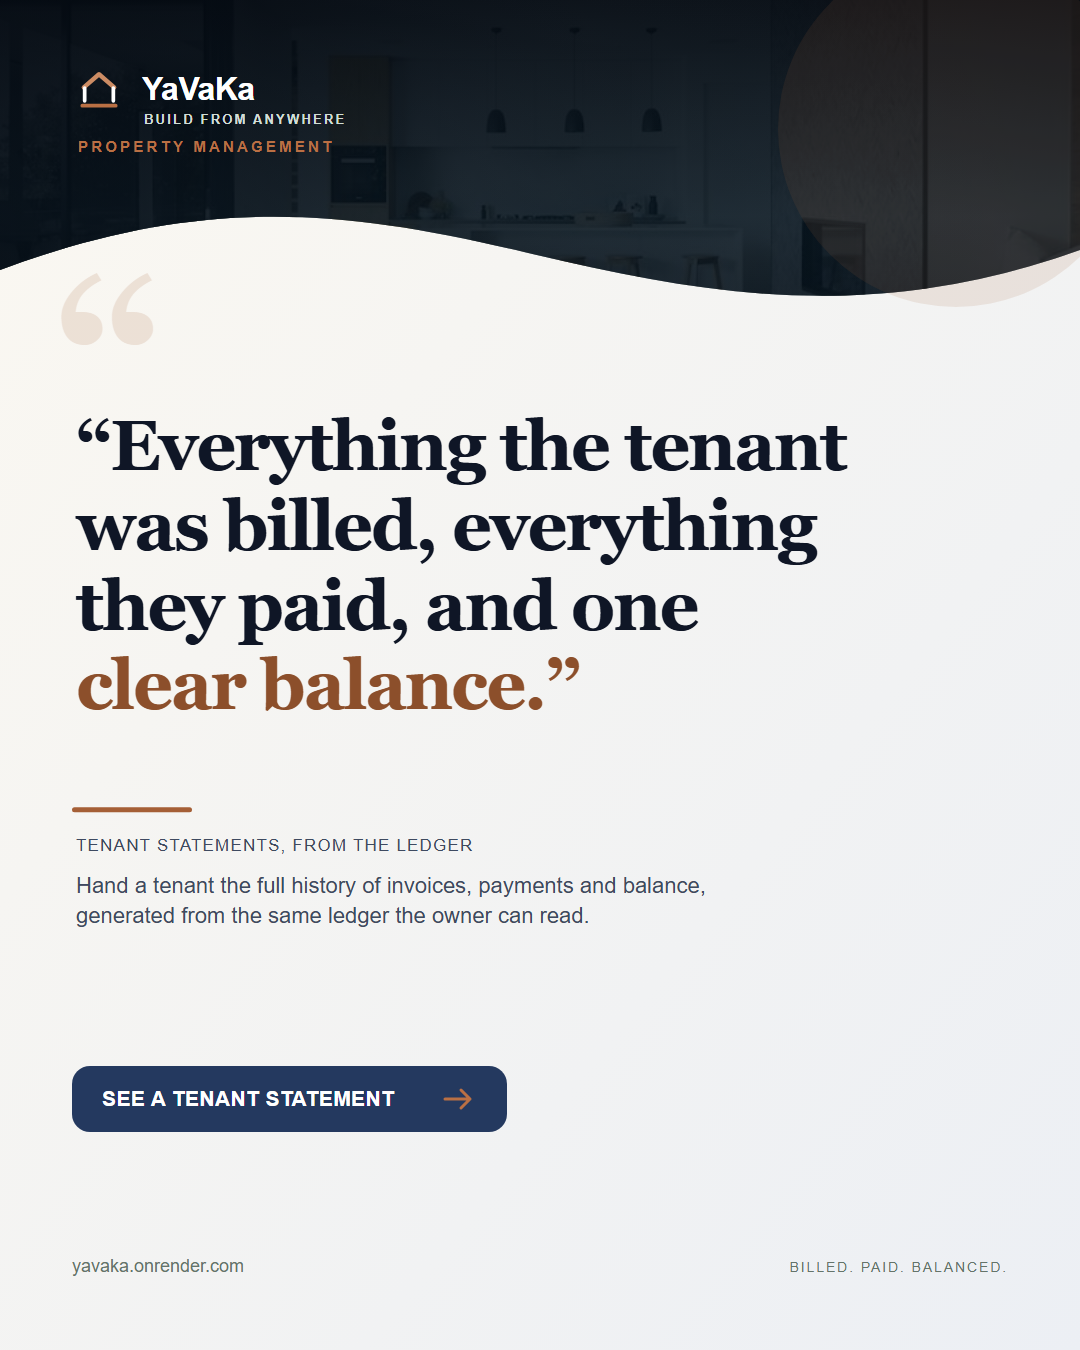 YaVaKa
BUILD FROM ANYWHERE
PROPERTY MANAGEMENT
“
“Everything the tenant
was billed, everything
they paid, and one
clear balance.”
TENANT STATEMENTS, FROM THE LEDGER
Hand a tenant the full history of invoices, payments and balance,
generated from the same ledger the owner can read.
SEE A TENANT STATEMENT →
yavaka.onrender.com
BILLED. PAID. BALANCED.